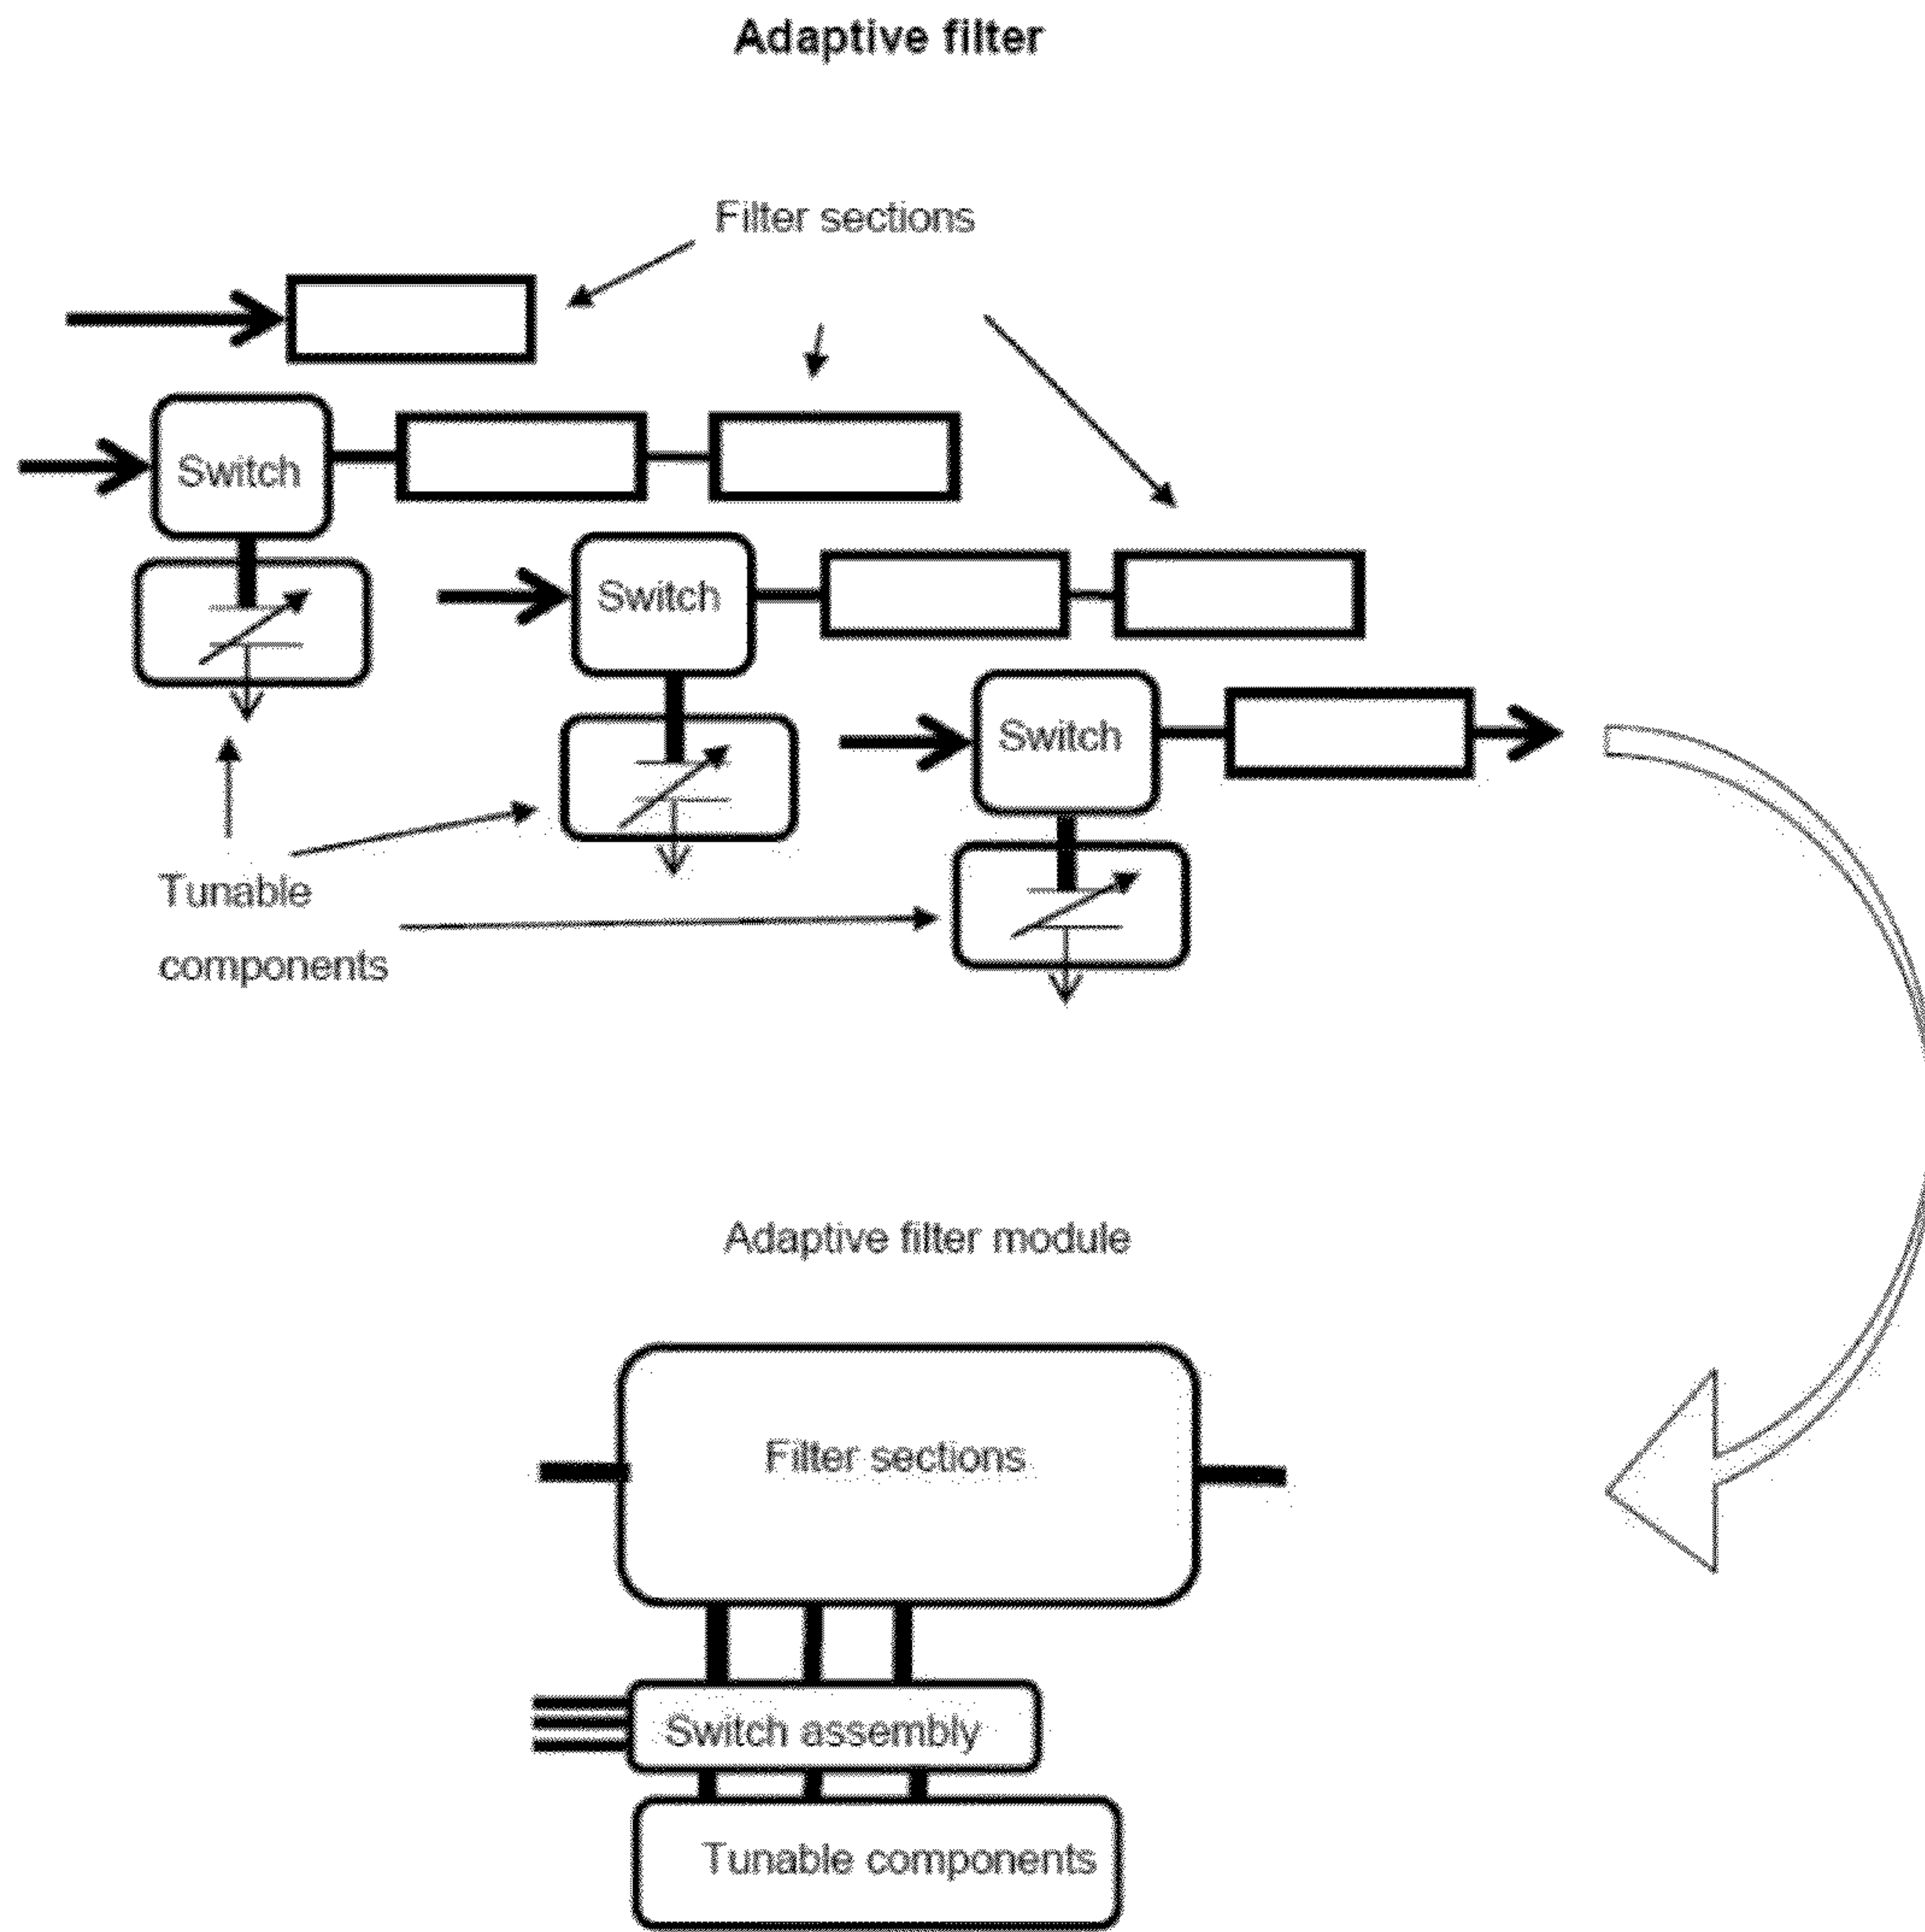 Adaptive filter
Filter sections
Switch
Switch
Switch
Tunable
components
Adaptive filter module
Filter sections
Switch assembly
Tunable components